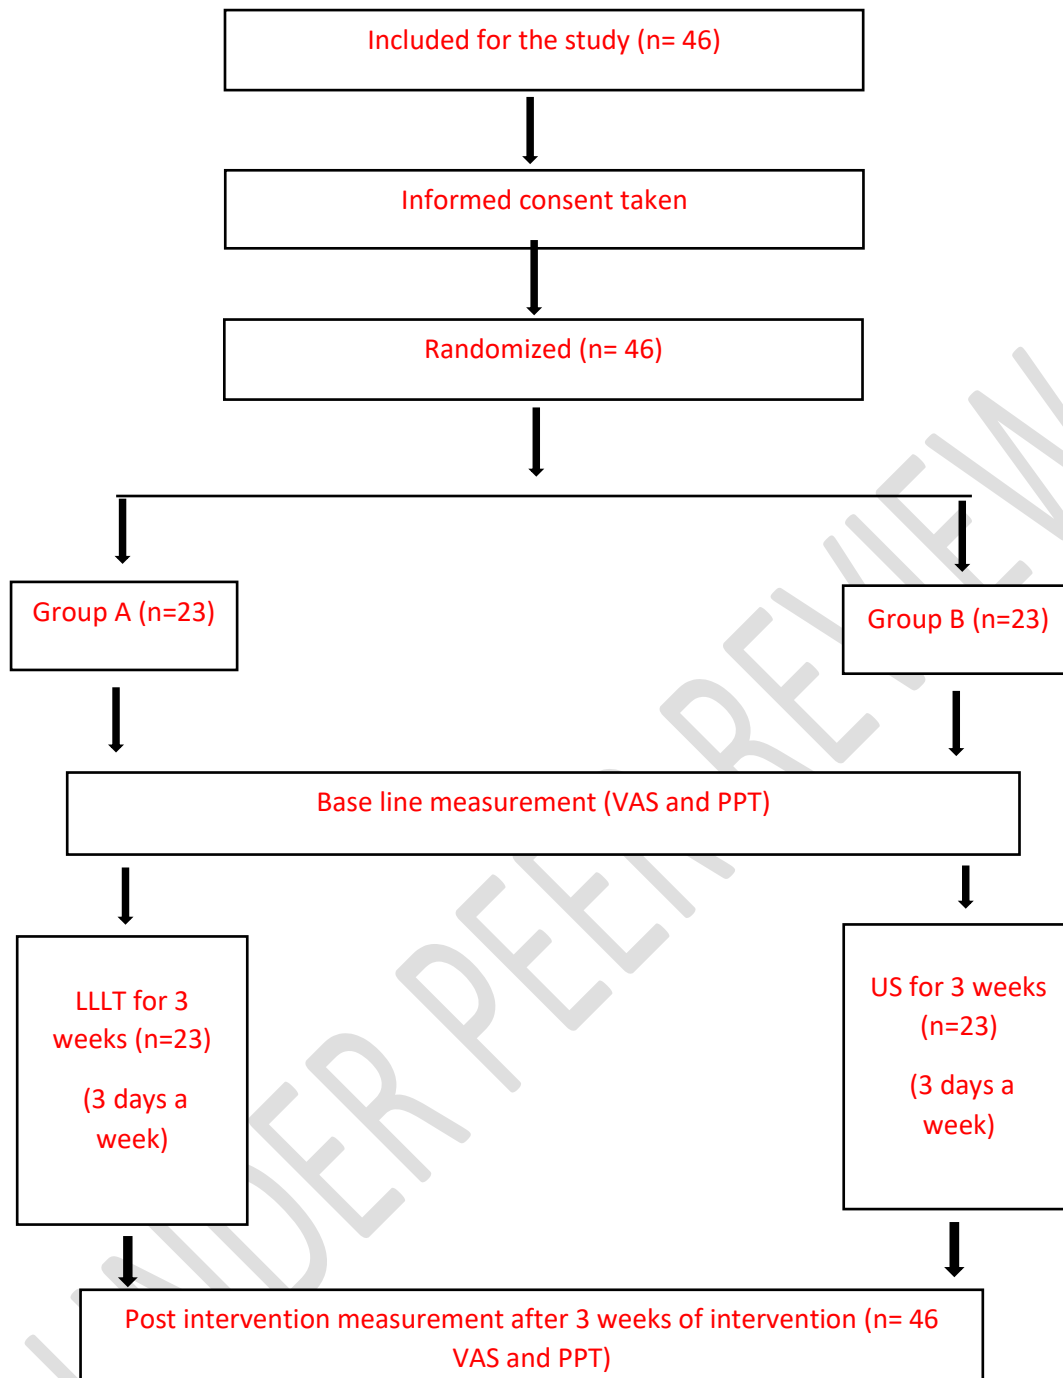 Included for the study (n= 46)
Informed consent taken
Randomized (n= 46)
Group A (n=23)
Group B (n=23)
Base line measurement (VAS and PPT)
LLLT for 3
weeks (n=23)
(3 days a
week)
US for 3 weeks
(n=23)
(3 days a
week)
Post intervention measurement after 3 weeks of intervention (n= 46
VAS and PPT)
UNDER PEER REVIEW